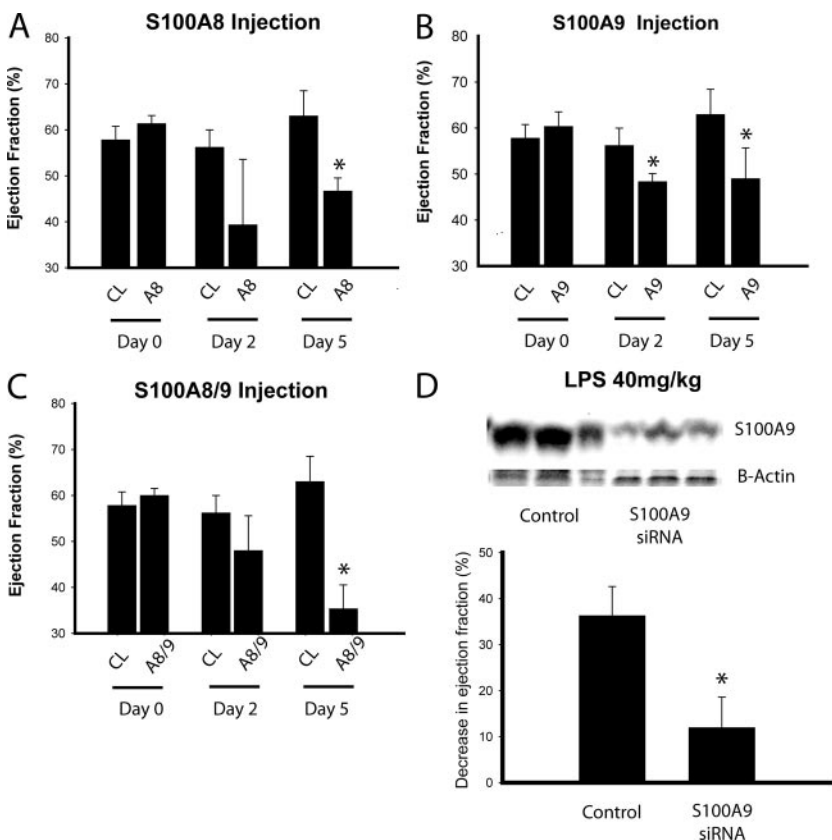 A
S100A8 Injection
Ejection Fraction (%)
70
60
50
40
30
*
CL A8 CL A8 CL A8
Day 0 Day 2 Day 5
B
S100A9 Injection
Ejection Fraction (%)
80
70
60
50
40
30
* *
CL A9 CL A9 CL A9
Day 0 Day 2 Day 5
C
S100A8/9 Injection
Ejection Fraction (%)
80
70
60
50
40
30
*
CL A8/9 CL A8/9 CL A8/9
Day 0 Day 2 Day 5
D
LPS 40mg/kg
S100A9
B-Actin
Control S100A9
siRNA
Decrease in ejection fraction (%)
50
40
30
20
10
0
*
Control S100A9
siRNA